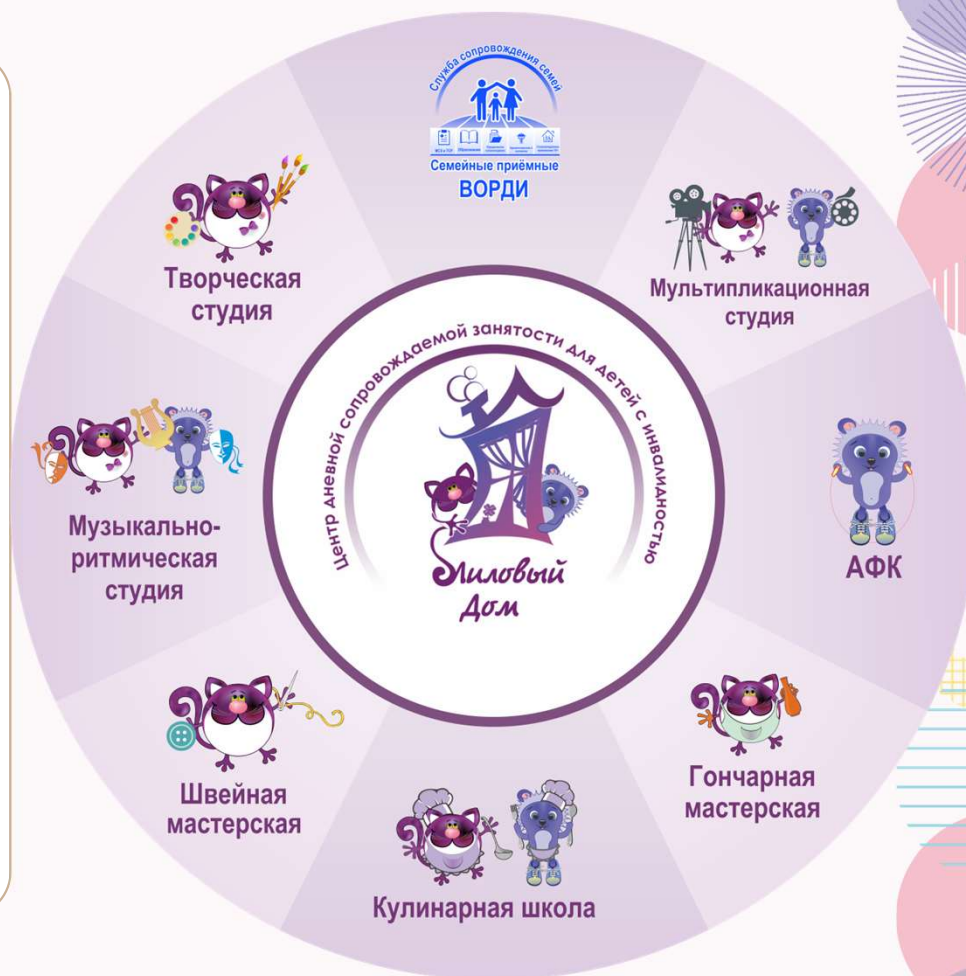 Служба сопровождения семей
Образование
Семейные приёмные
ВОРДИ
Мультипликационная
студия
АФК
Гончарная
мастерская
Кулинарная школа
Швейная
мастерская
Музыкально-
ритмическая
студия
Творческая
студия
Центр дневной сопровождаемой занятости для детей с инвалидностью
Лиловый
Дом